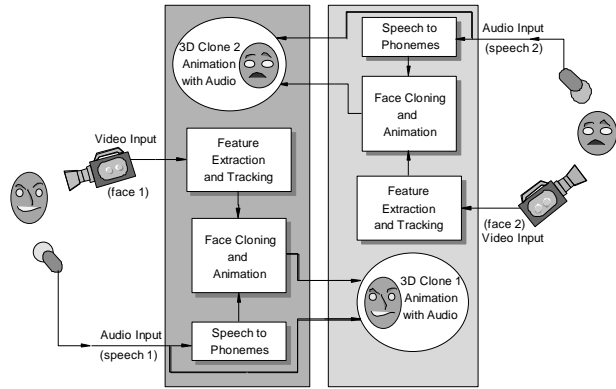 3D Clone 2
Animation
with Audio
Video Input
(face 1)
Feature
Extraction
and Tracking
Face Cloning
and
Animation
Audio Input
(speech 1)
Speech to
Phonemes
Speech to
Phonemes
Audio Input
(speech 2)
Face Cloning
and
Animation
Feature
Extraction
and Tracking
(face 2)
Video Input
3D Clone 1
Animation
with Audio